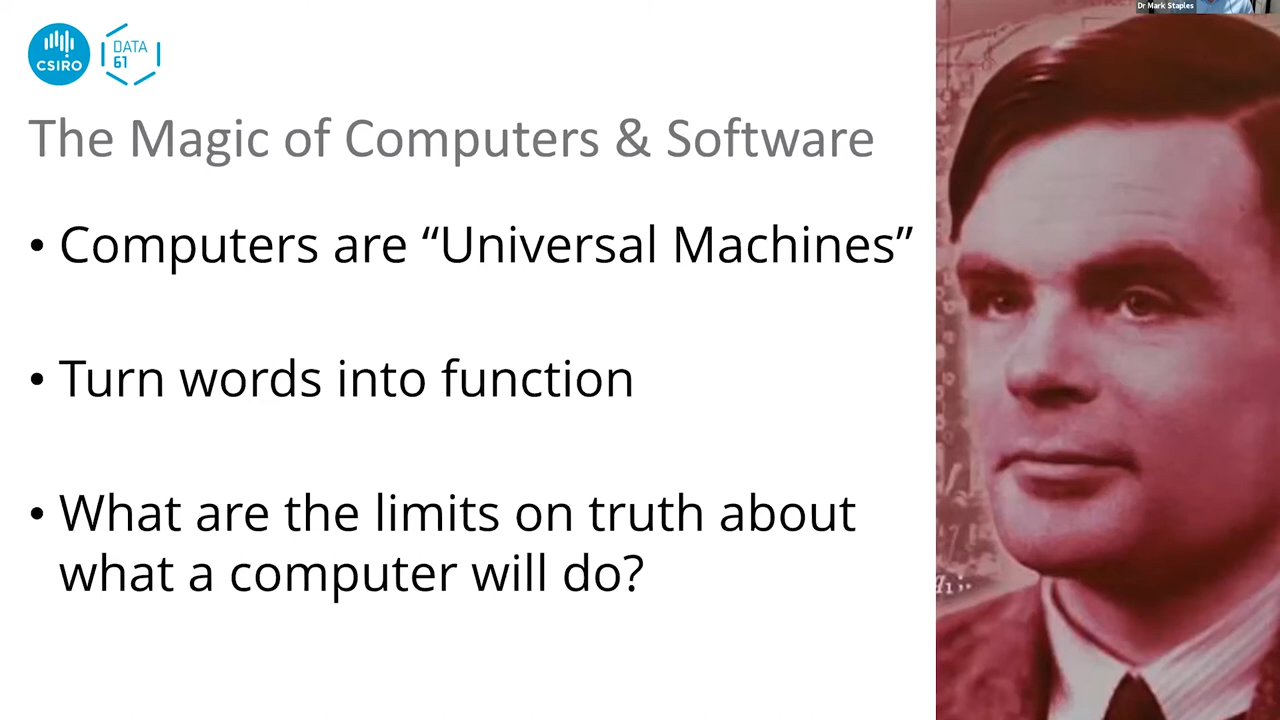 Dr Mark Staples
CSIRO
DATA
61
The Magic of Computers & Software
• Computers are “Universal Machines”
• Turn words into function
• What are the limits on truth about
what a computer will do?